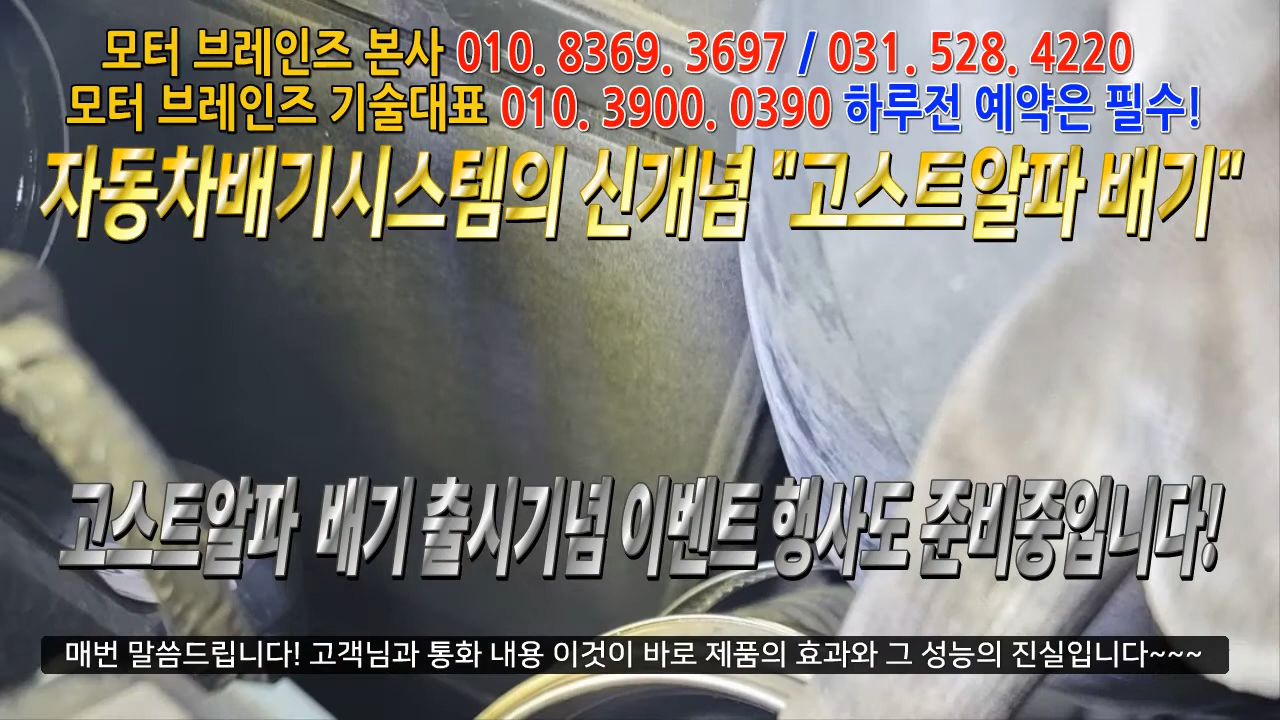 모터 브레인즈 본사 010. 8369. 3697 / 031. 528. 4220
모터 브레인즈 기술대표 010. 3900. 0390 하루전 예약은 필수!
자동차배기시스템의 신개념 "고스트알파 배기"
고스트알파 배기 출시기념 이벤트 행사도 준비중입니다!
매번 말씀드립니다! 고객님과 통화 내용 이것이 바로 제품의 효과와 그 성능의 진실입니다~~~